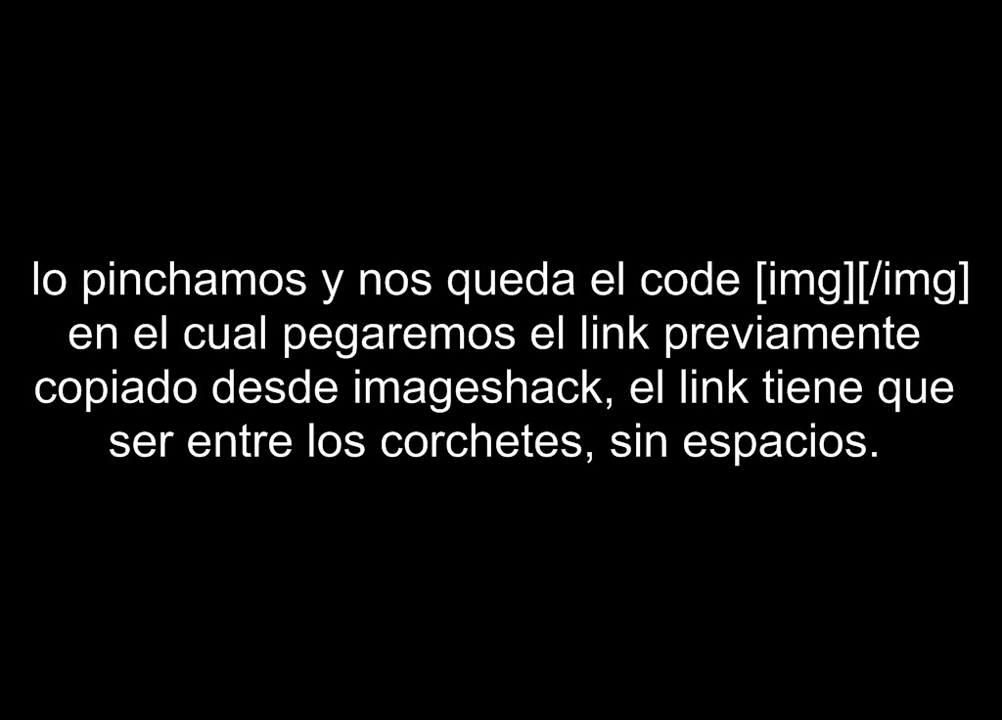 lo pinchamos y nos queda el code [img][/img]
en el cual pegaremos el link previamente
copiado desde imageshack, el link tiene que
ser entre los corchetes, sin espacios.